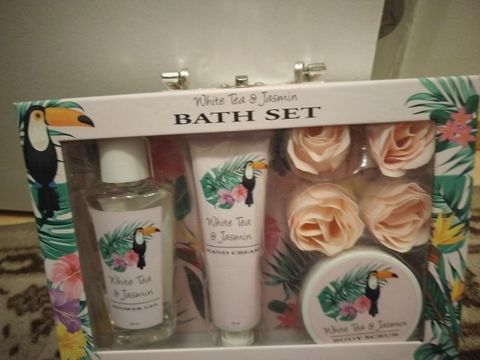 White Tea & Jasmin
BATH SET
White Tea
& Jasmin
SHOWER GEL
White Tea &
Jasmin
HAND CREAM
White Tea & Jasmin
BODY SCRUB